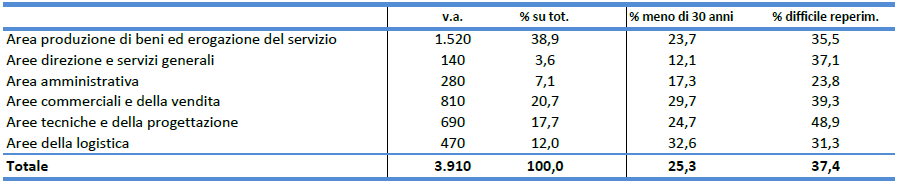 v.a. % su tot. % meno di 30 anni % difficile reperim.
Area produzione di beni ed erogazione del servizio 1.520 38,9 23,7 35,5
Aree direzione e servizi generali 140 3,6 12,1 37,1
Area amministrativa 280 7,1 17,3 23,8
Aree commerciali e della vendita 810 20,7 29,7 39,3
Aree tecniche e della progettazione 690 17,7 24,7 48,9
Aree della logistica 470 12,0 32,6 31,3
Totale 3.910 100,0 25,3 37,4